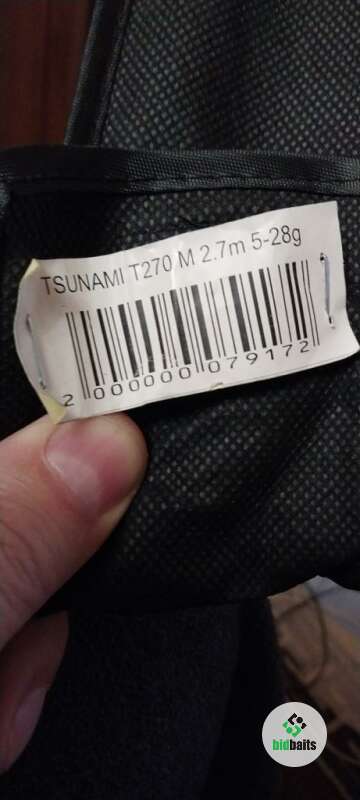 TSUNAMI T270 M 2.7m 5-28g
2 000000 079172
bidbaits